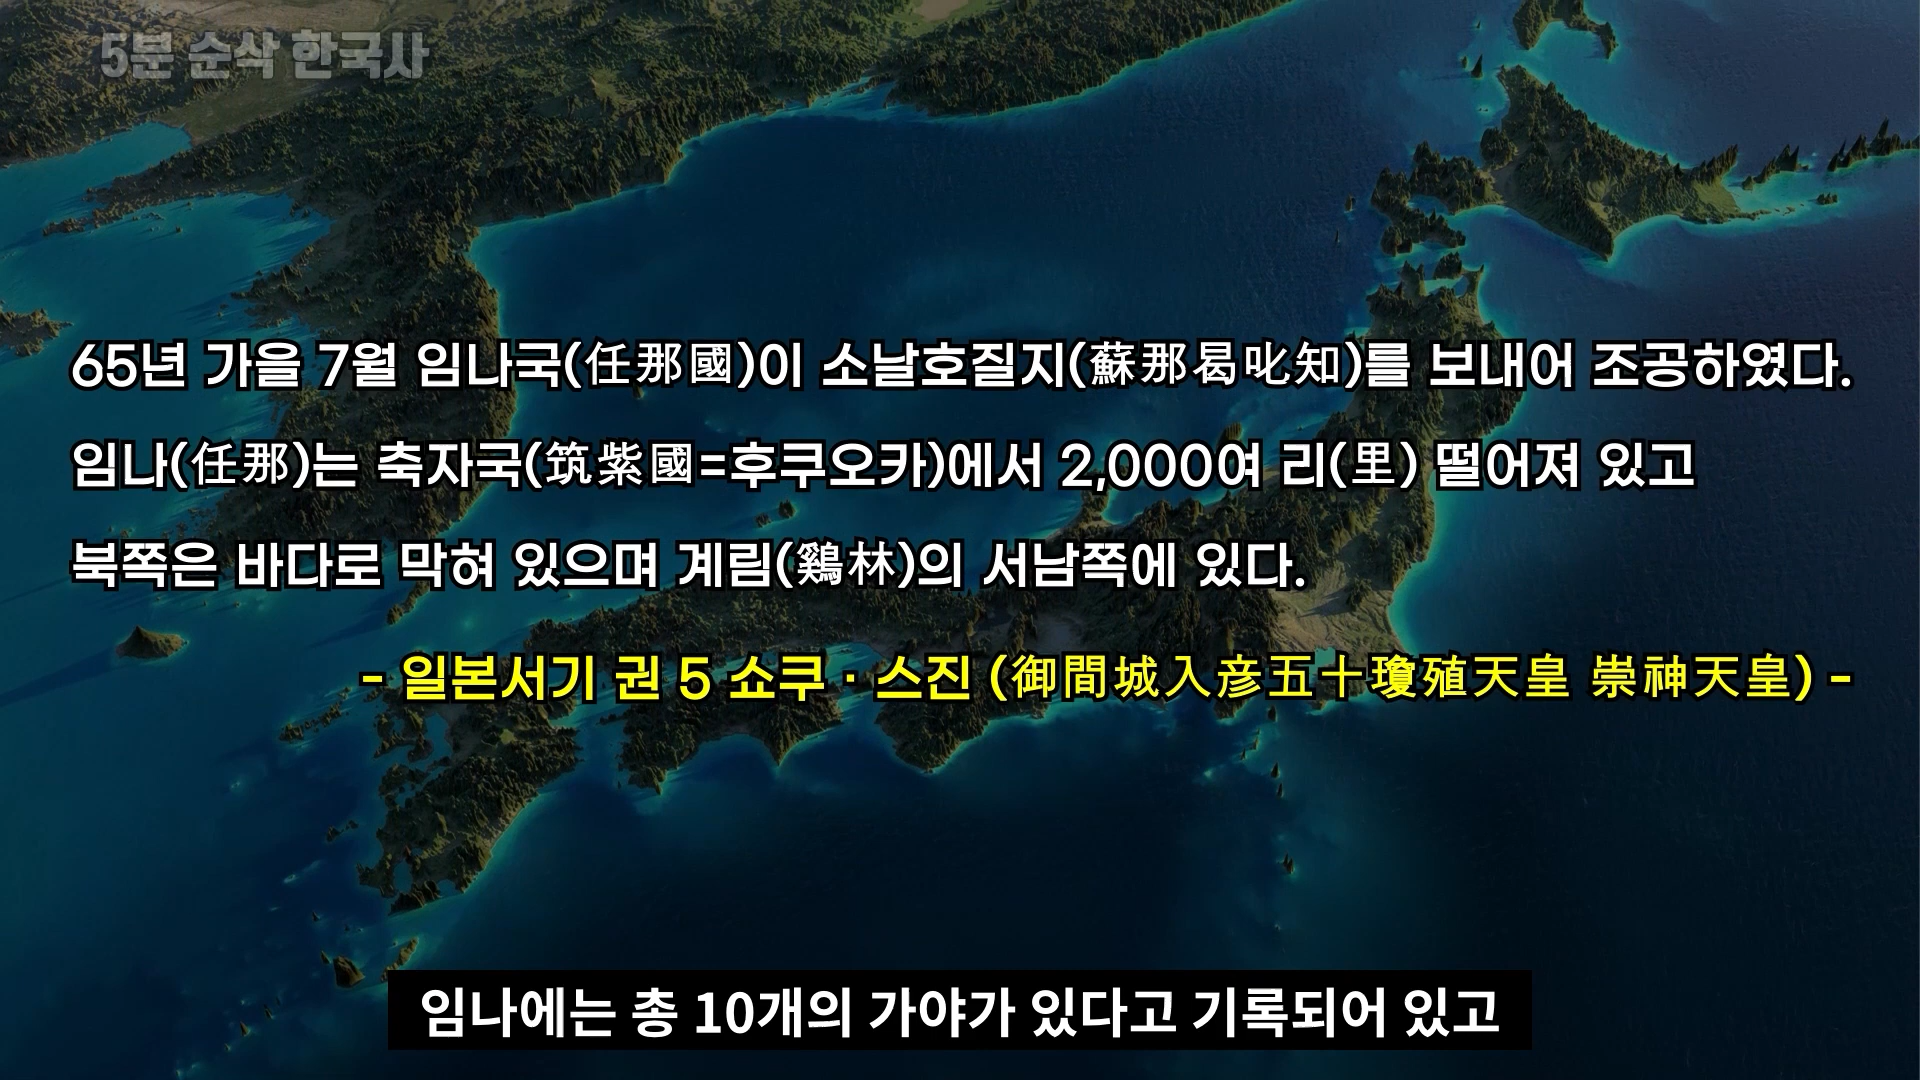 5분 순삭 한국사
65년 가을 7월 임나국(任那國)이 소날호질지(蘇那曷叱知)를 보내어 조공하였다.
임나(任那)는 축자국(筑紫國=후쿠오카)에서 2,000여 리(里) 떨어져 있고
북쪽은 바다로 막혀 있으며 계림(鷄林)의 서남쪽에 있다.
- 일본서기 권 5 쇼쿠 · 스진 (御間城入彦五十瓊殖天皇 崇神天皇) -
임나에는 총 10개의 가야가 있다고 기록되어 있고